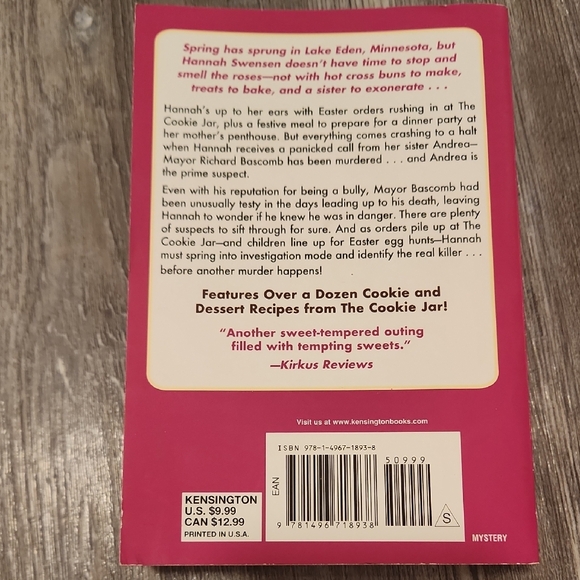 Spring has sprung in Lake Eden, Minnesota, but
Hannah Swensen doesn't have time to stop and
smell the roses—not with hot cross buns to make,
treats to bake, and a sister to exonerate . . .
Hannah's up to her ears with Easter orders rushing in at The
Cookie Jar, plus a festive meal to prepare for a dinner party at
her mother's penthouse. But everything comes crashing to a halt
when Hannah receives a panicked call from her sister Andrea—
Mayor Richard Bascomb has been murdered . . . and Andrea is
the prime suspect.
Even with his reputation for being a bully, Mayor Bascomb had
been unusually testy in the days leading up to his death, leaving
Hannah to wonder if he knew he was in danger. There are plenty
of suspects to sift through for sure. And as orders pile up at The
Cookie Jar—and children line up for Easter egg hunts—Hannah
must spring into investigation mode and identify the real killer . . .
before another murder happens!
Features Over a Dozen Cookie and
Dessert Recipes from The Cookie Jar!
"Another sweet-tempered outing
filled with tempting sweets."
—Kirkus Reviews
Visit us at www.kensingtonbooks.com
ISBN 978-1-4967-1893-8
50999
EAN
9 781496 718938
S
KENSINGTON
U.S. $9.99
CAN $12.99
PRINTED IN U.S.A.
MYSTERY